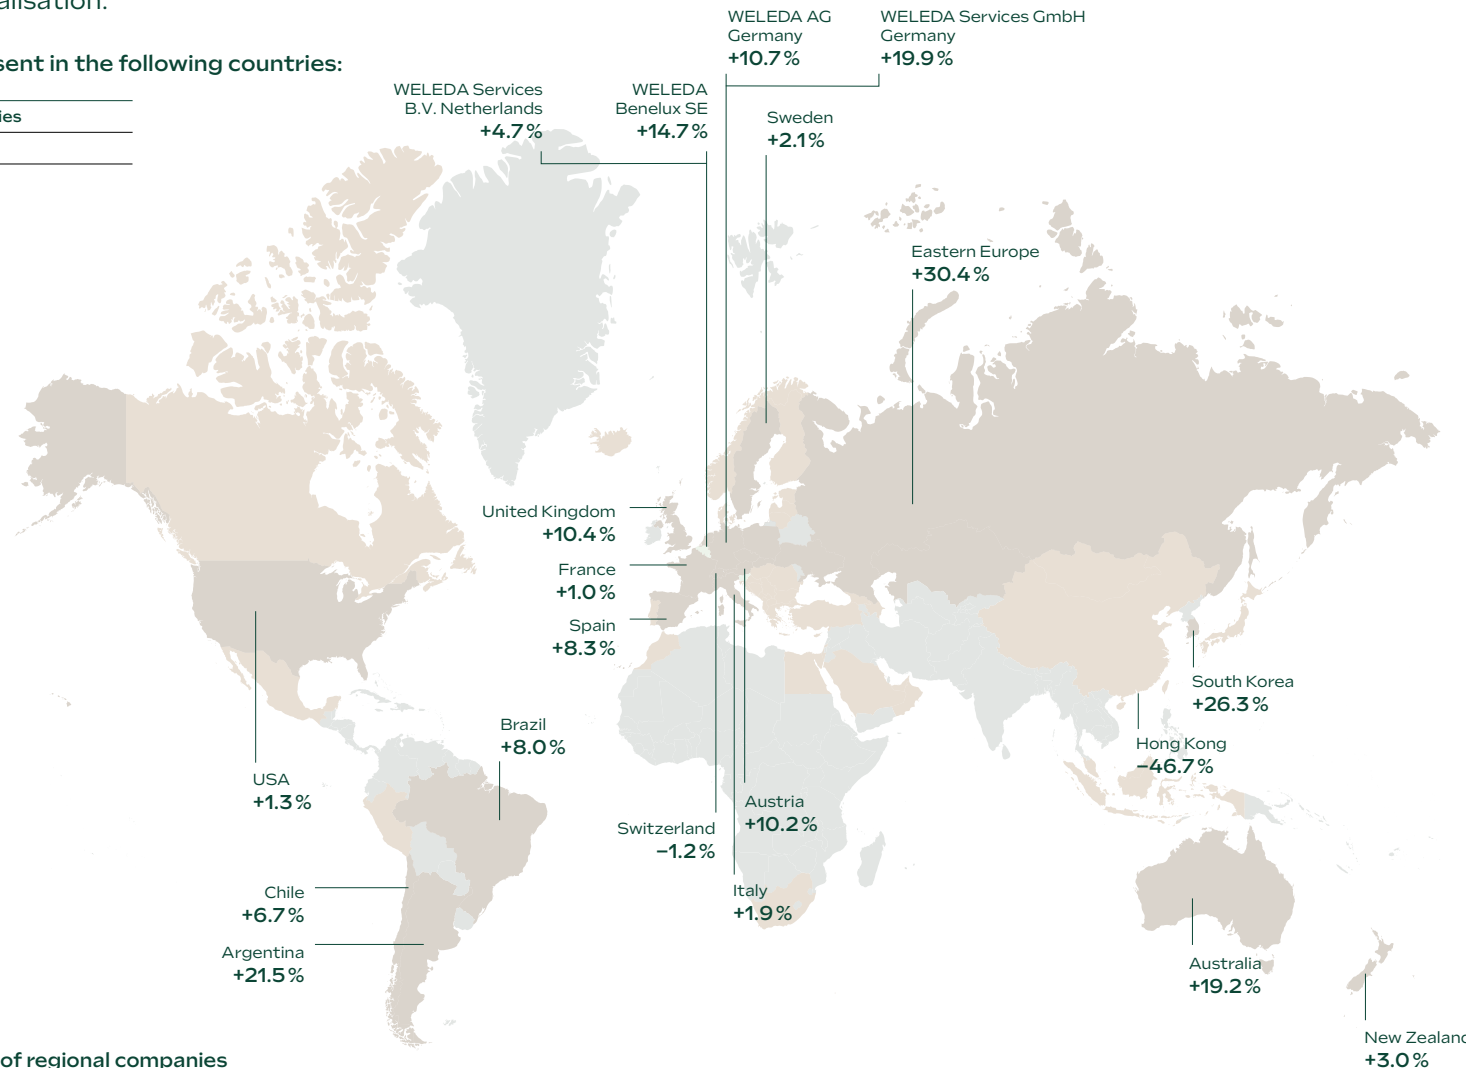 alisation.
sent in the following countries:
ies
WELEDA AG
Germany
+10.7%
WELEDA Services GmbH
Germany
+19.9%
WELEDA Services
B.V. Netherlands
+4.7%
WELEDA
Benelux SE
+14.7%
Sweden
+2.1%
Eastern Europe
+30.4%
United Kingdom
+10.4%
France
+1.0%
Spain
+8.3%
South Korea
+26.3%
Hong Kong
−46.7%
Brazil
+8.0%
USA
+1.3%
Austria
+10.2%
Switzerland
−1.2%
Italy
+1.9%
Chile
+6.7%
Argentina
+21.5%
Australia
+19.2%
New Zealand
+3.0%
of regional companies